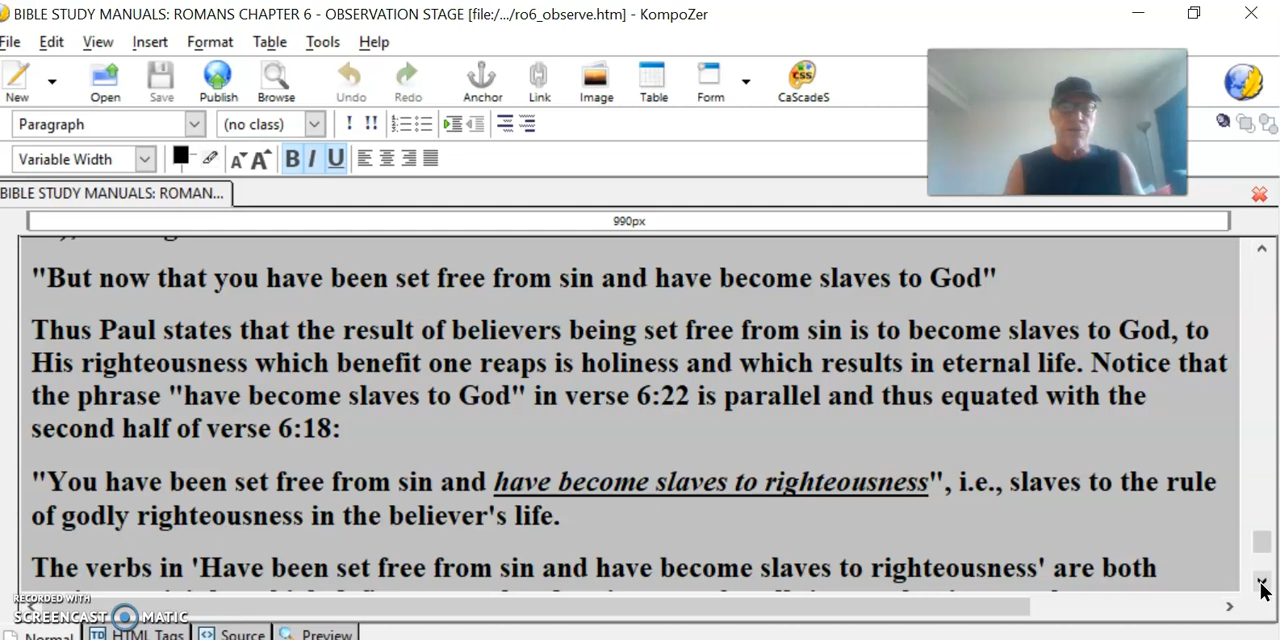 BIBLE STUDY MANUALS: ROMANS CHAPTER 6 - OBSERVATION STAGE [file:/.../ro6_observe.htm] - KompoZer
File Edit View Insert Format Table Tools Help
New Open Save Publish Browse Undo Redo Anchor Link Image Table Form CaScadeS
Paragraph (no class) ! !!
Variable Width A A B I U
BIBLE STUDY MANUALS: ROMAN...
990px
"But now that you have been set free from sin and have become slaves to God"
Thus Paul states that the result of believers being set free from sin is to become slaves to God, to
His righteousness which benefit one reaps is holiness and which results in eternal life. Notice that
the phrase "have become slaves to God" in verse 6:22 is parallel and thus equated with the
second half of verse 6:18:
"You have been set free from sin and have become slaves to righteousness", i.e., slaves to the rule
of godly righteousness in the believer's life.
The verbs in 'Have been set free from sin and have become slaves to righteousness' are both
RECORDED WITH
SCREENCAST MATIC
Normal TD HTML Tags <> Source Preview